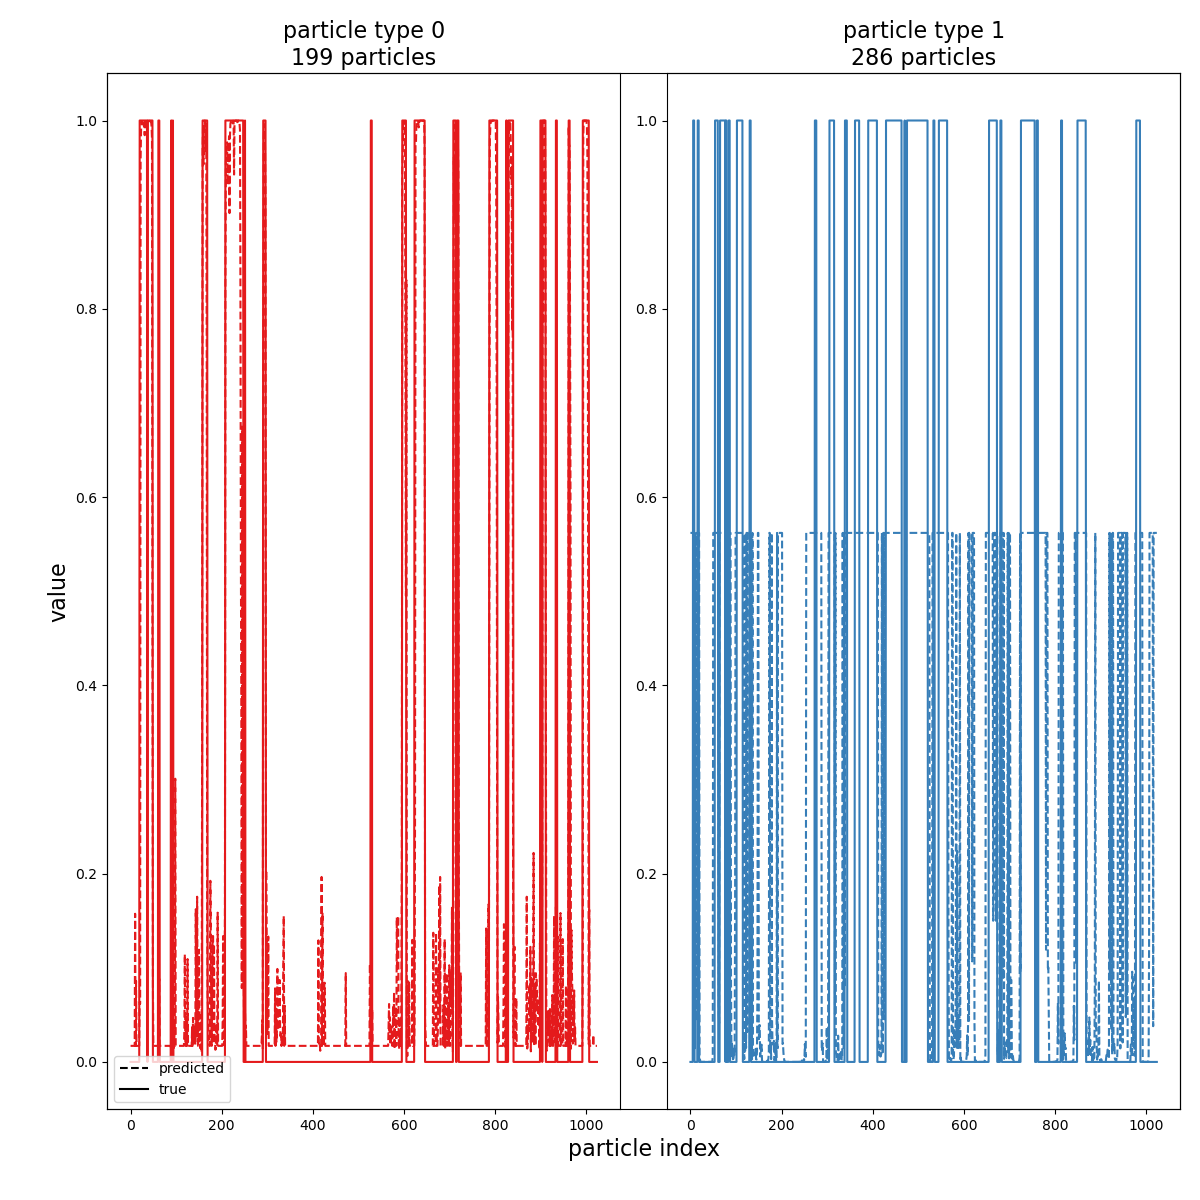 particle type 0
199 particles
particle type 1
286 particles
value
1.0
0.8
0.6
0.4
0.2
0.0
1.0
0.8
0.6
0.4
0.2
0.0
predicted
true
0 200 400 600 800 1000
0 200 400 600 800 1000
particle index